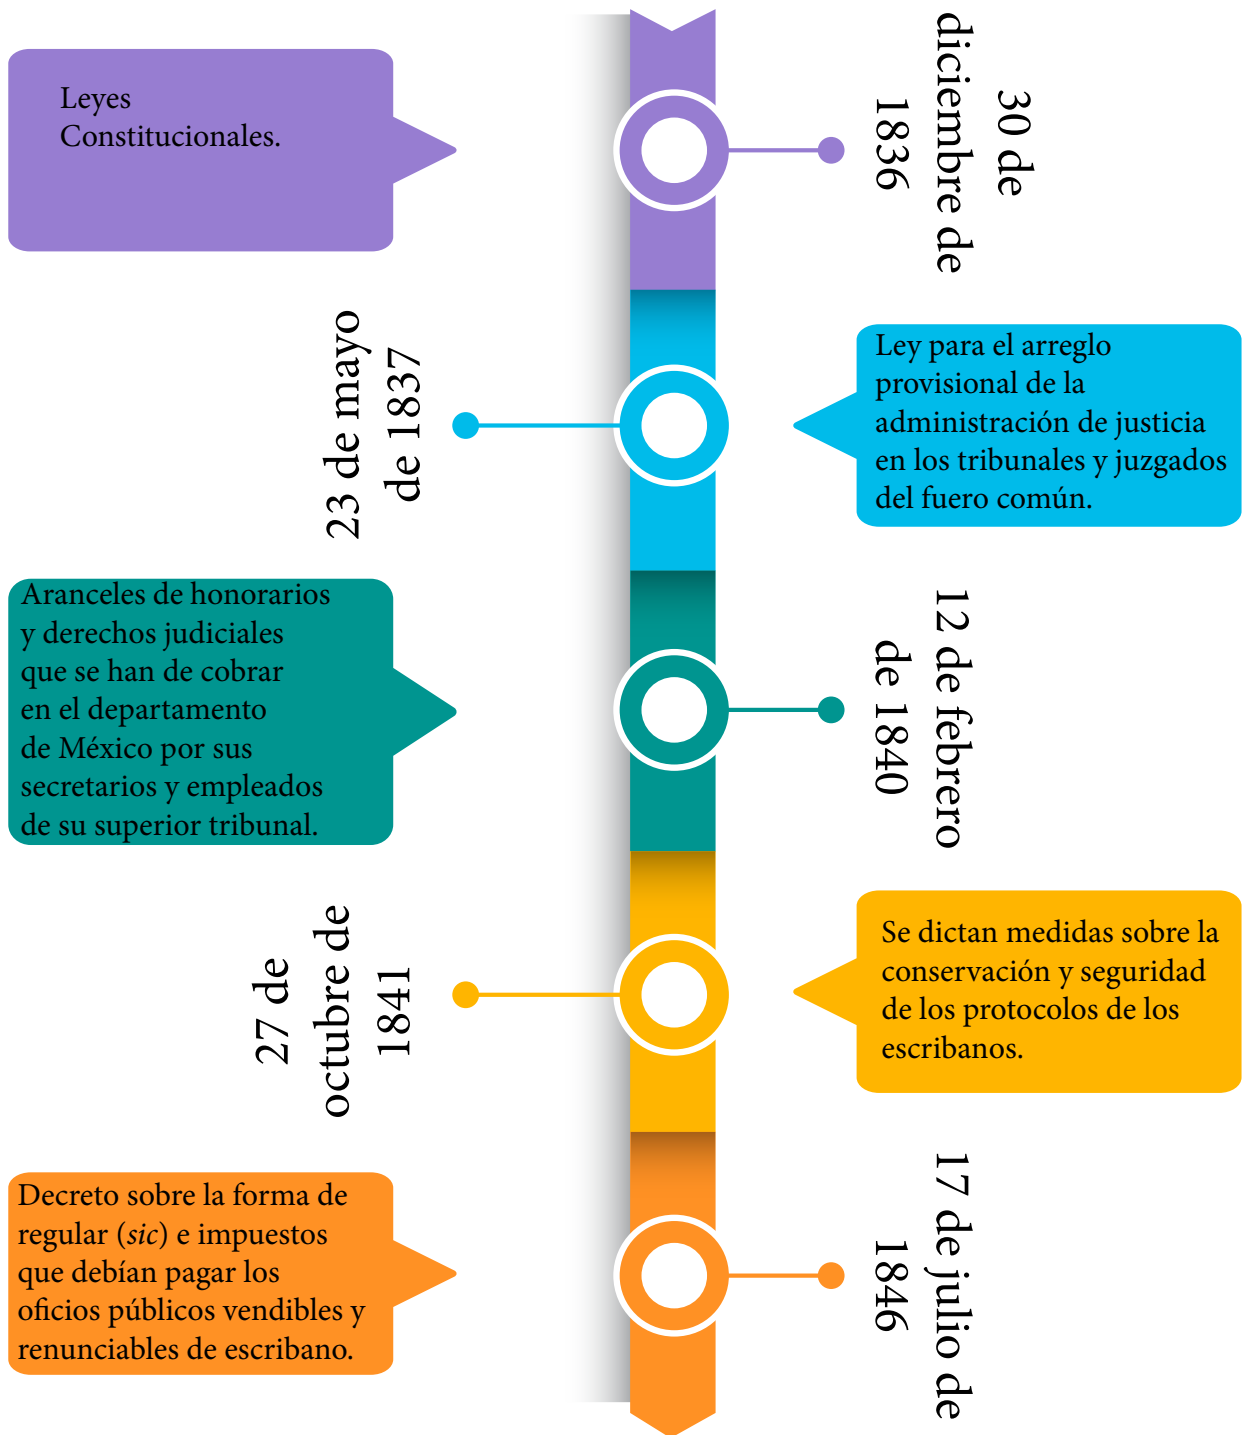 30 de
diciembre de
1836
Leyes
Constitucionales.
23 de mayo
de 1837
Ley para el arreglo
provisional de la
administración de justicia
en los tribunales y juzgados
del fuero común.
12 de febrero
de 1840
Aranceles de honorarios
y derechos judiciales
que se han de cobrar
en el departamento
de México por sus
secretarios y empleados
de su superior tribunal.
27 de
octubre de
1841
Se dictan medidas sobre la
conservación y seguridad
de los protocolos de los
escribanos.
17 de julio de
1846
Decreto sobre la forma de
regular (sic) e impuestos
que debían pagar los
oficios públicos vendibles y
renunciables de escribano.